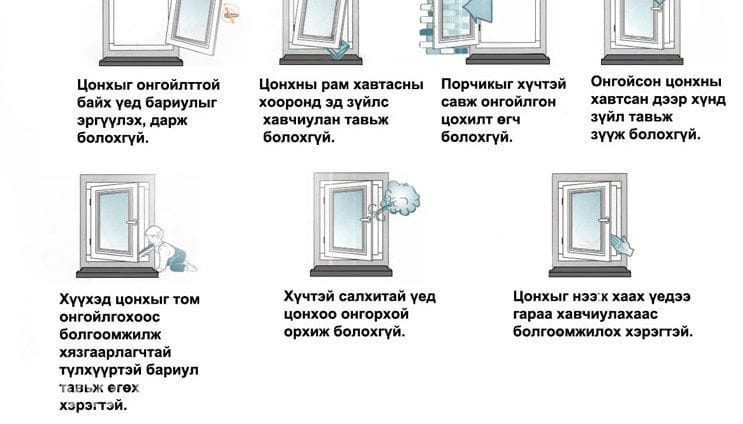 Цонхыг онгойлттой
байх үед бариулыг
эргүүлэх, дарж
болохгүй.
Цонхны рам хавтасны
хооронд эд зүйлс
хавчиулан тавьж
болохгүй.
Порчикыг хүчтэй
савж онгойлгон
цохилт өгч
болохгүй.
Онгойсон цонхны
хавтсан дээр хүнд
зүйл тавьж
зүүж болохгүй.
Хүүхэд цонхыг том
онгойлгохоос
болгоомжилж
хязгаарлагчтай
түлхүүртэй бариул
тавьж өгөх
хэрэгтэй.
Хүчтэй салхитай үед
цонхоо онгорхой
орхиж болохгүй.
Цонхыг нээж хаах үедээ
гараа хавчиулахаас
болгоомжилох хэрэгтэй.